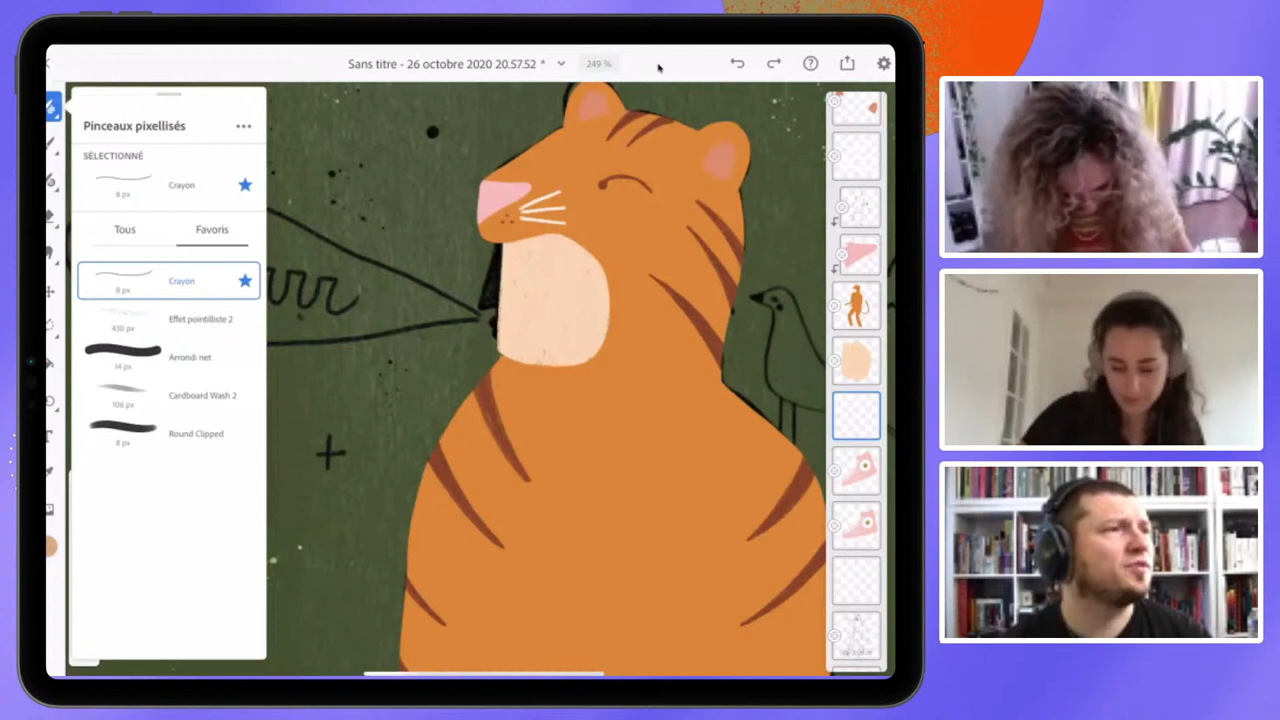 Sans titre - 26 octobre 2020 20.57.52 *
249 %
Pinceaux pixellisés
SÉLECTIONNÉ
Crayon
8 px
Tous
Favoris
Crayon
8 px
Effet pointilliste 2
430 px
Arrondi net
14 px
Cardboard Wash 2
106 px
Round Clipped
8 px